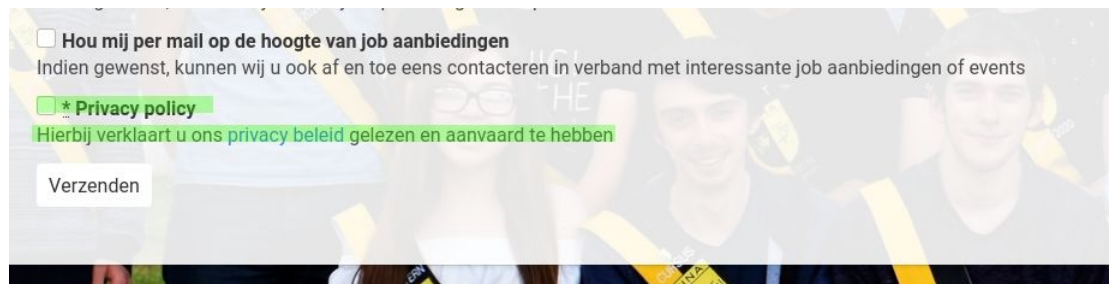 Hou mij per mail op de hoogte van job aanbiedingen
Indien gewenst, kunnen wij u ook af en toe eens contacteren in verband met interessante job aanbiedingen of events
* Privacy policy
Hierbij verklaart u ons privacy beleid gelezen en aanvaard te hebben
Verzenden
CURSUS